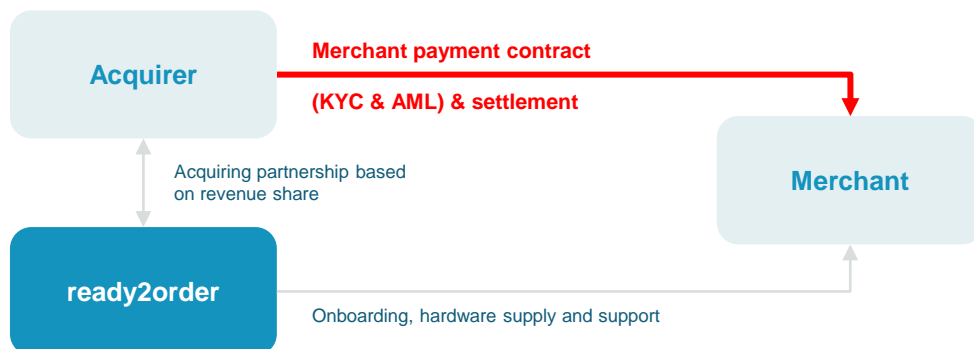 Acquirer
Merchant payment contract
(KYC & AML) & settlement
Acquiring partnership based
on revenue share
Merchant
ready2order
Onboarding, hardware supply and support